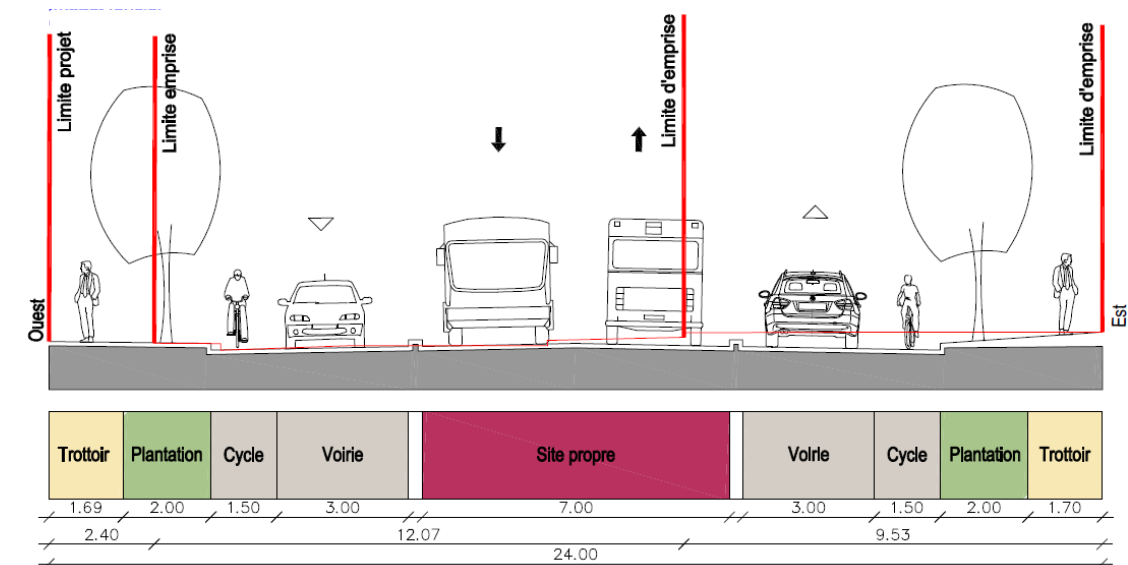 Limite projet
Limite emprise
Limite d'emprise
Limite d'emprise
Ouest
Est
Trottoir
Plantation
Cycle
Voirie
Site propre
Voirie
Cycle
Plantation
Trottoir
1.69
2.00
1.50
3.00
7.00
3.00
1.50
2.00
1.70
2.40
12.07
9.53
24.00